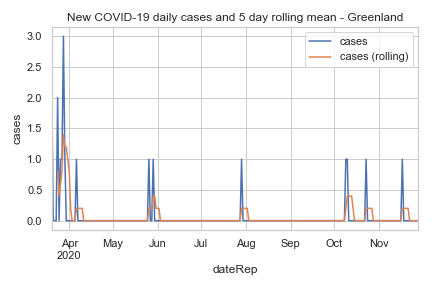 New COVID-19 daily cases and 5 day rolling mean - Greenland
cases
cases (rolling)
3.0
2.5
2.0
1.5
1.0
0.5
0.0
cases
Apr May Jun Jul Aug Sep Oct Nov
2020
dateRep